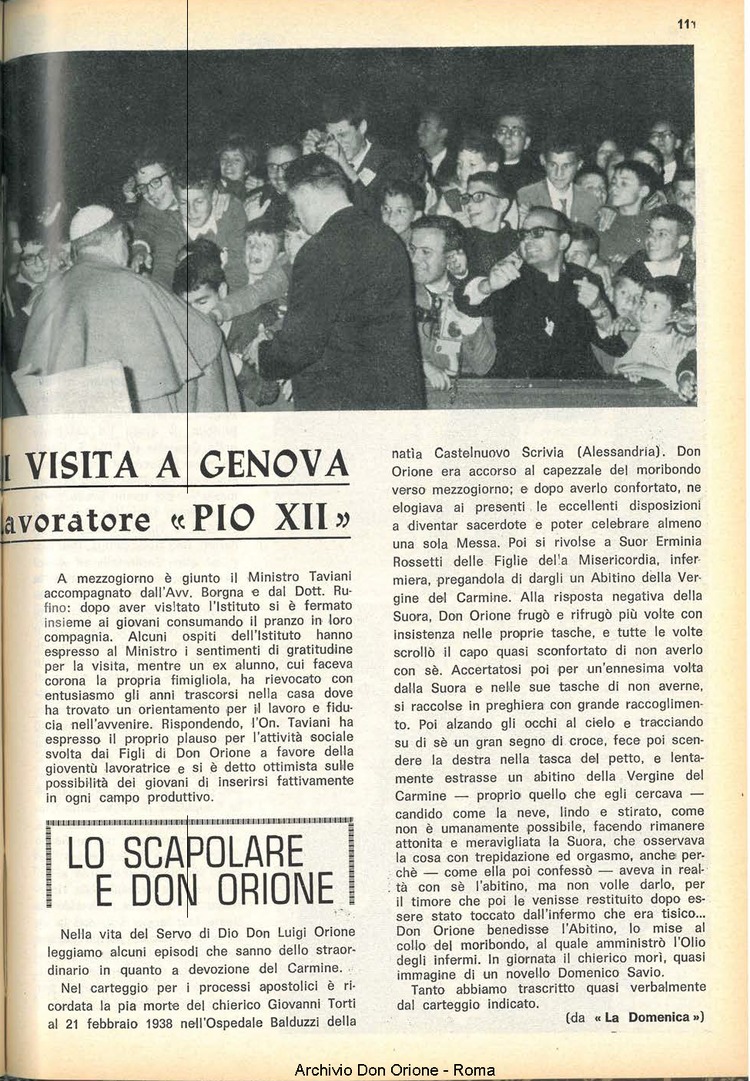 111
I VISITA A GENOVA
avoratore « PIO XII »
A mezzogiorno è giunto il Ministro Taviani
accompagnato dall'Avv. Borgna e dal Dott. Ru-
fino: dopo aver visitato l'Istituto si è fermato
insieme ai giovani consumando il pranzo in loro
compagnia. Alcuni ospiti dell'Istituto hanno
espresso al Ministro i sentimenti di gratitudine
per la visita, mentre un ex alunno, cui faceva
corona la propria fimigliola, ha rievocato con
entusiasmo gli anni trascorsi nella casa dove
ha trovato un orientamento per il lavoro e fidu-
cia nell'avvenire. Rispondendo, l'On. Taviani ha
espresso il proprio plauso per l'attività sociale
svolta dai Figli di Don Orione a favore della
gioventù lavoratrice e si è detto ottimista sulle
possibilità dei giovani di inserirsi fattivamente
in ogni campo produttivo.
LO SCAPOLARE
E DON ORIONE
Nella vita del Servo di Dio Don Luigi Orione
leggiamo alcuni episodi che sanno dello straor-
dinario in quanto a devozione del Carmine.
Nel carteggio per i processi apostolici è ri-
cordata la pia morte del chierico Giovanni Torti
al 21 febbraio 1938 nell'Ospedale Balduzzi della
natìa Castelnuovo Scrivia (Alessandria). Don
Orione era accorso al capezzale del moribondo
verso mezzogiorno; e dopo averlo confortato, ne
elogiava ai presenti le eccellenti disposizioni
a diventar sacerdote e poter celebrare almeno
una sola Messa. Poi si rivolse a Suor Erminia
Rossetti delle Figlie del'a Misericordia, infer-
miera, pregandola di dargli un Abitino della Ver-
gine del Carmine. Alla risposta negativa della
Suora, Don Orione frugò e rifrugò più volte con
insistenza nelle proprie tasche, e tutte le volte
scrollò il capo quasi sconfortato di non averlo
con sè. Accertatosi poi per un'ennesima volta
dalla Suora e nelle sue tasche di non averne,
si raccolse in preghiera con grande raccoglimen-
to. Poi alzando gli occhi al cielo e tracciando
su di sè un gran segno di croce, fece poi scen-
dere la destra nella tasca del petto, e lenta-
mente estrasse un abitino della Vergine del
Carmine — proprio quello che egli cercava —
candido come la neve, lindo e stirato, come
non è umanamente possibile, facendo rimanere
attonita e meravigliata la Suora, che osservava
la cosa con trepidazione ed orgasmo, anche per-
chè — come ella poi confessò — aveva in real-
tà con sè l'abitino, ma non volle darlo, per
il timore che poi le venisse restituito dopo es-
sere stato toccato dall'infermo che era tisico...
Don Orione benedisse l'Abitino, lo mise al
collo del moribondo, al quale amministrò l'Olio
degli infermi. In giornata il chierico morì, quasi
immagine di un novello Domenico Savio.
Tanto abbiamo trascritto quasi verbalmente
dal carteggio indicato.
(da « La Domenica »)
Archivio Don Orione - Roma